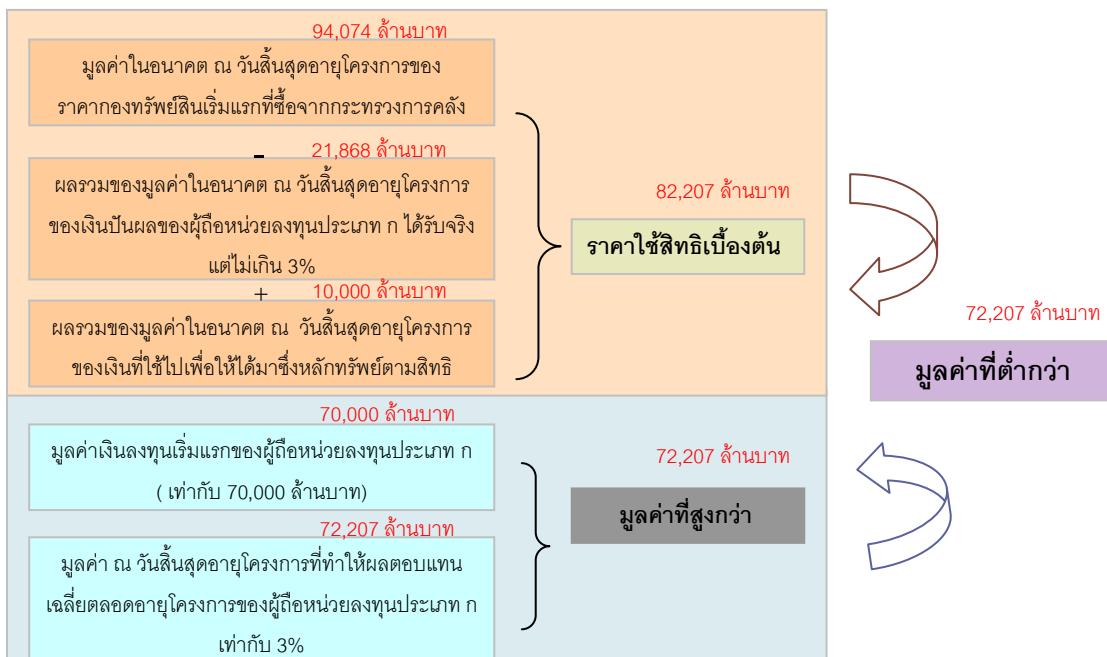 94,074 ล้านบาท
มูลค่าในอนาคต ณ วันสิ้นสุดอายุโครงการของ
ราคากองทรัพย์สินเริ่มแรกที่ซื้อจากกระทรวงการคลัง
-
21,868 ล้านบาท
ผลรวมของมูลค่าในอนาคต ณ วันสิ้นสุดอายุโครงการ
ของเงินปันผลของผู้ถือหน่วยลงทุนประเภท ก ได้รับจริง
แต่ไม่เกิน 3%
+
10,000 ล้านบาท
ผลรวมของมูลค่าในอนาคต ณ วันสิ้นสุดอายุโครงการ
ของเงินที่ใช้ไปเพื่อให้ได้มาซึ่งหลักทรัพย์ตามสิทธิ
82,207 ล้านบาท
ราคาใช้สิทธิเบื้องต้น
70,000 ล้านบาท
มูลค่าเงินลงทุนเริ่มแรกของผู้ถือหน่วยลงทุนประเภท ก
( เท่ากับ 70,000 ล้านบาท)
72,207 ล้านบาท
มูลค่า ณ วันสิ้นสุดอายุโครงการที่ทำให้ผลตอบแทน
เฉลี่ยตลอดอายุโครงการของผู้ถือหน่วยลงทุนประเภท ก
เท่ากับ 3%
72,207 ล้านบาท
มูลค่าที่สูงกว่า
72,207 ล้านบาท
มูลค่าที่ต่ำกว่า